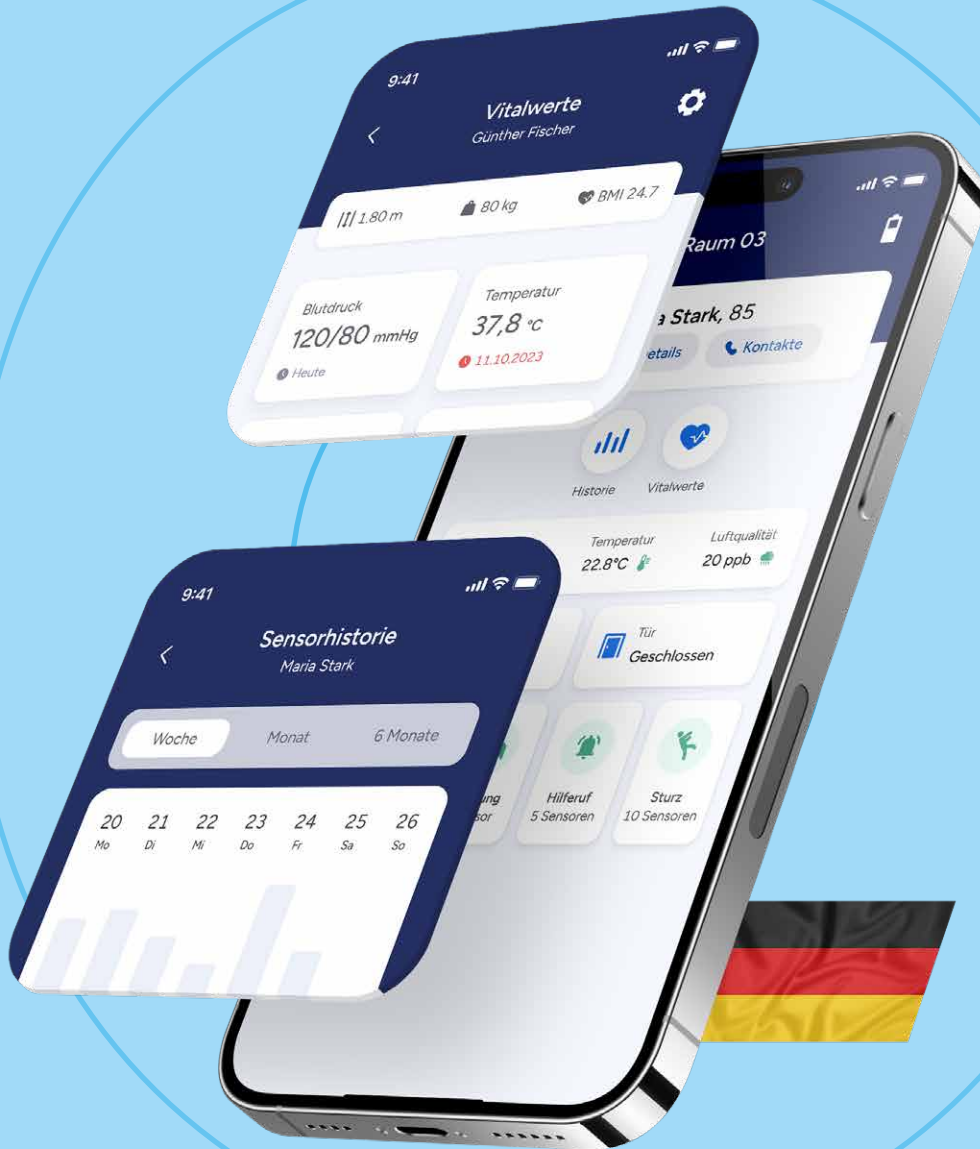 9:41
Vitalwerte
Günther Fischer
1.80 m
80 kg
BMI 24.7
Blutdruck
120/80 mmHg
Heute
Temperatur
37,8 °C
11.10.2023
Raum 03
a Stark, 85
etails
Kontakte
Historie
Vitalwerte
Temperatur
22.8°C
Luftqualität
20 ppb
Tür
Geschlossen
ung
sor
Hilferuf
5 Sensoren
Sturz
10 Sensoren
9:41
Sensorhistorie
Maria Stark
Woche Monat 6 Monate
20 21 22 23 24 25 26
Mo Di Mi Do Fr Sa So